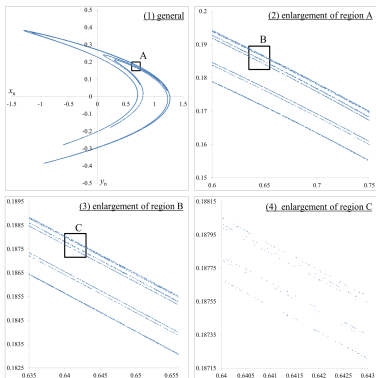 (1) general
0.5
0.4
A
0.3
0.2
0.1
xn
0
-1.5 -1 -0.5 0 0.5 1 1.5
-0.1
-0.2
-0.3
-0.4
yn
-0.5
(2) enlargement of region A
0.2
B
0.19
0.18
0.17
0.16
0.15
0.6 0.65 0.7 0.75
(3) enlargement of region B
0.1895
C
0.1885
0.1875
0.1865
0.1855
0.1845
0.1835
0.1825
0.635 0.64 0.645 0.65 0.655
(4) enlargement of region C
0.18815
0.18795
0.18775
0.18755
0.18735
0.18715
0.64 0.6405 0.641 0.6415 0.642 0.6425 0.643